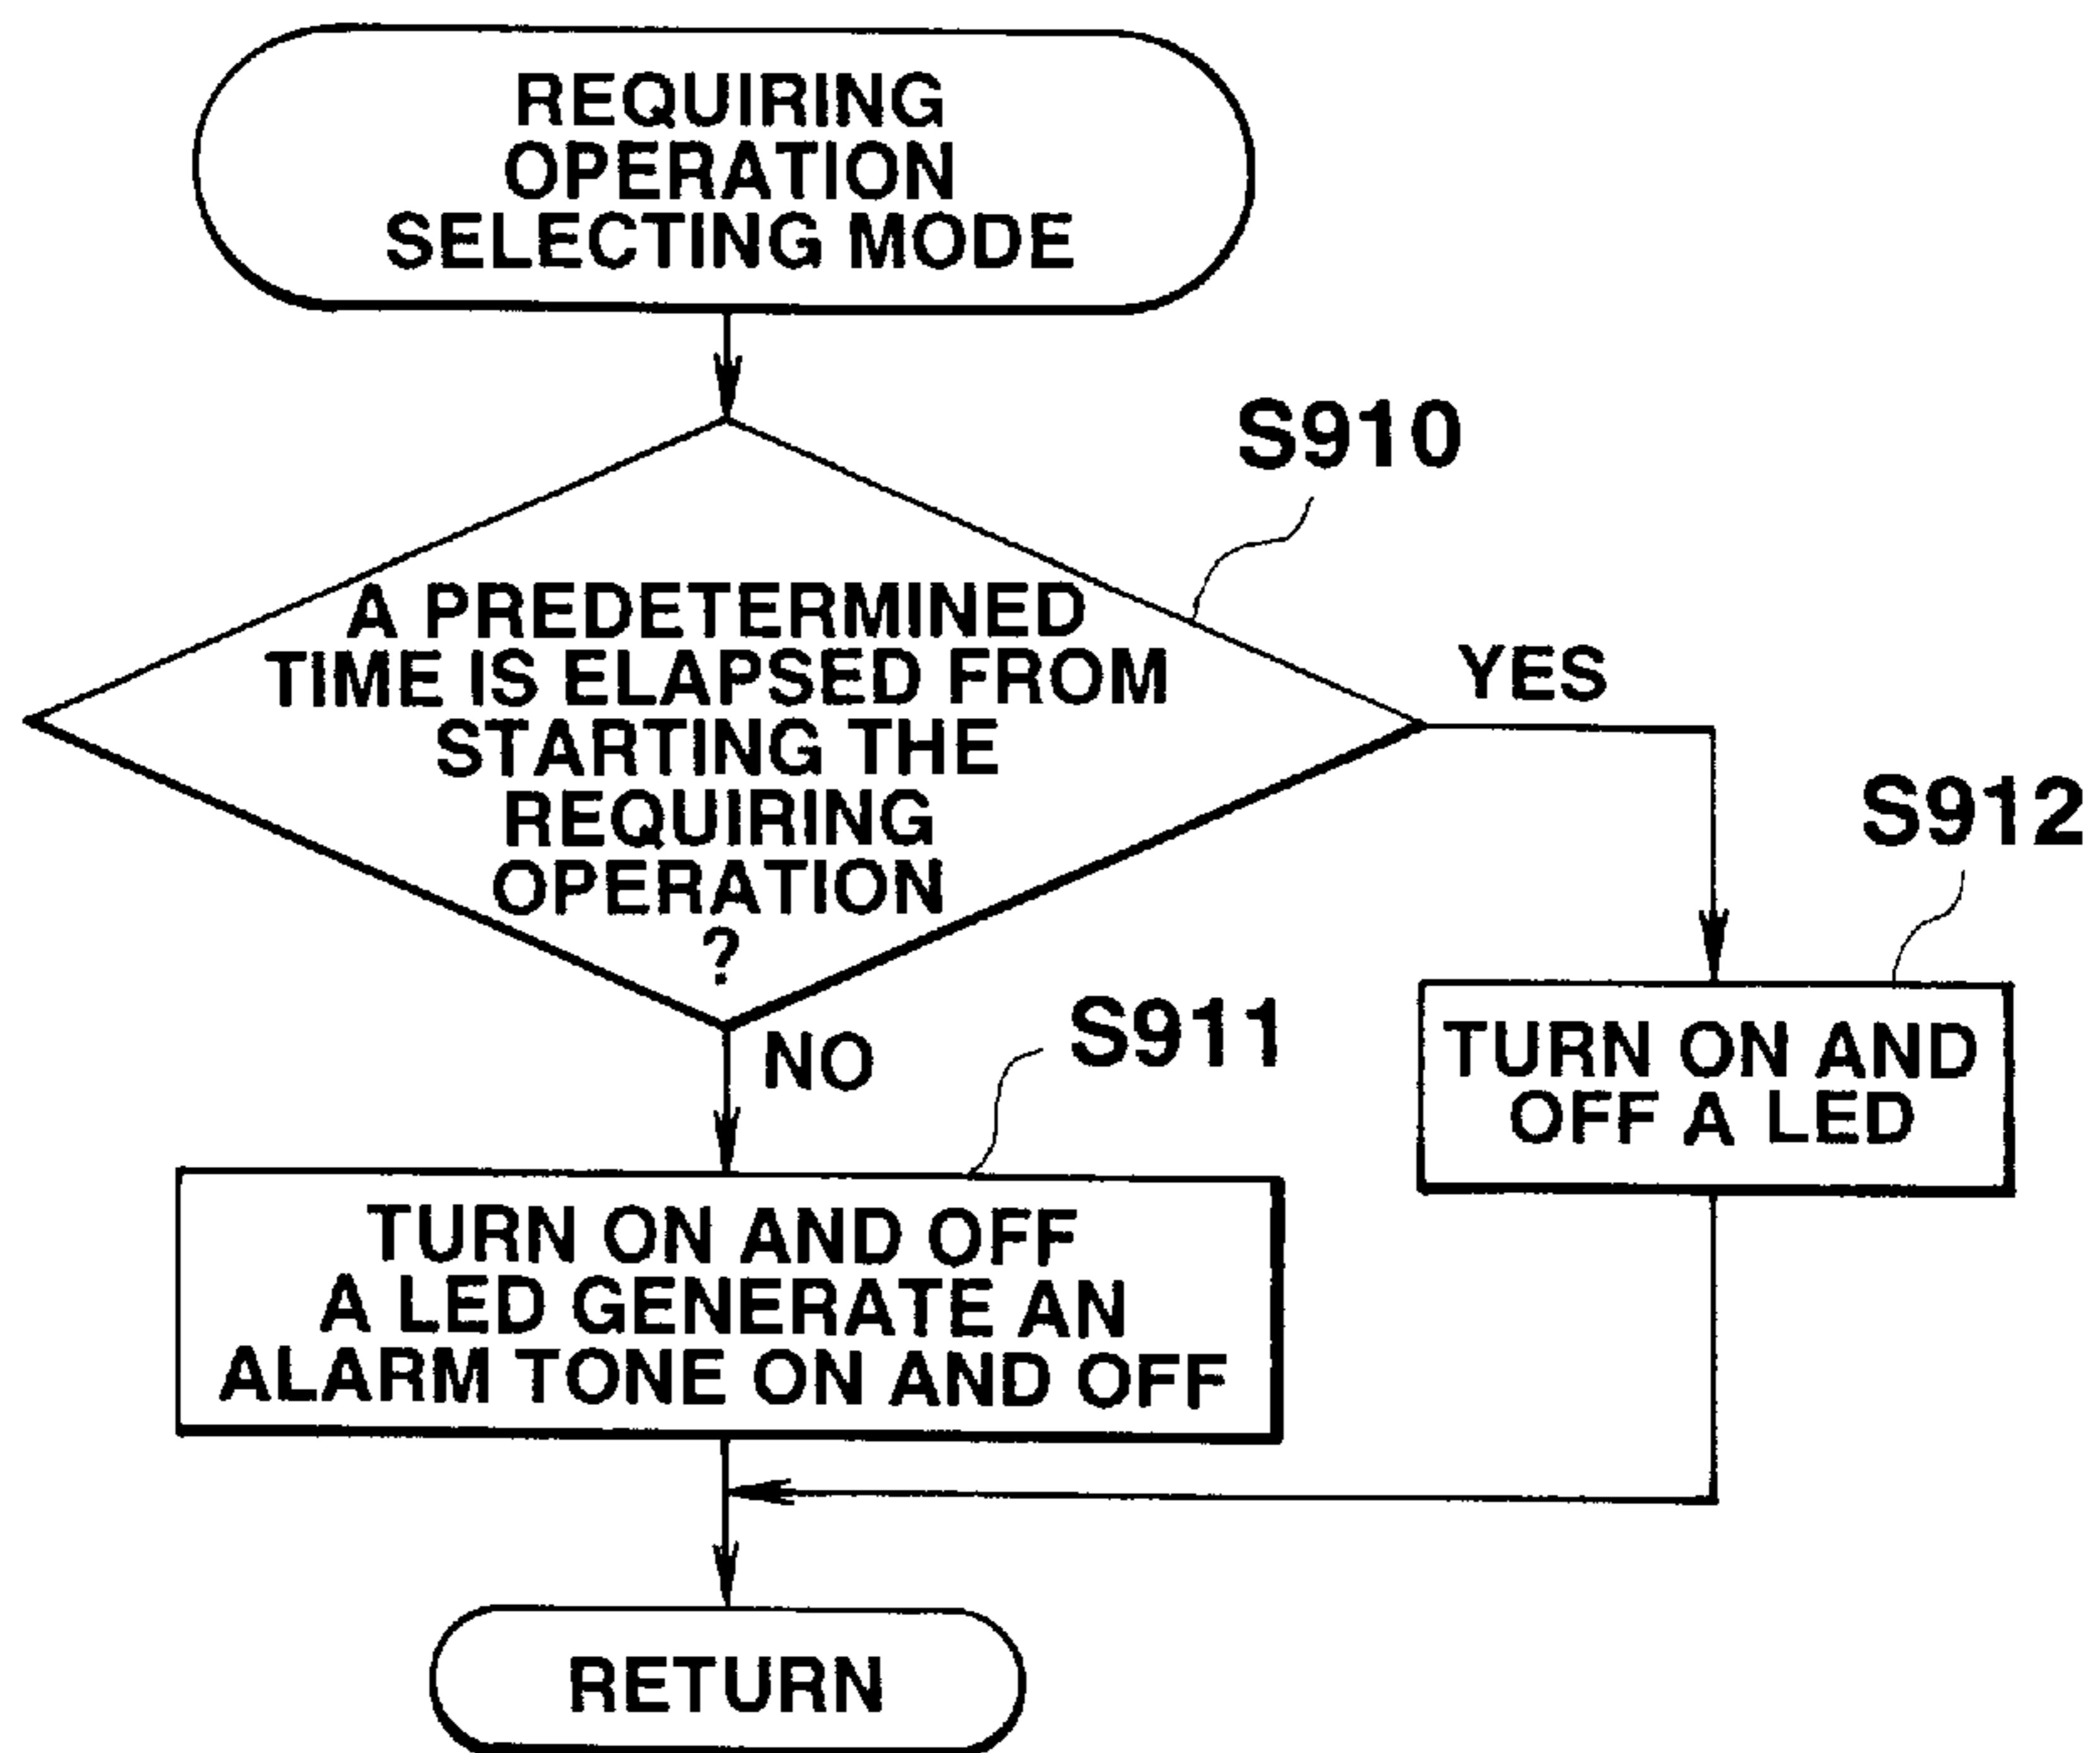 REQUIRING
OPERATION
SELECTING MODE
S910
A PREDETERMINED
TIME IS ELAPSED FROM
STARTING THE
REQUIRING
OPERATION
?
YES
S912
TURN ON AND
OFF A LED
NO
S911
TURN ON AND OFF
A LED GENERATE AN
ALARM TONE ON AND OFF
RETURN